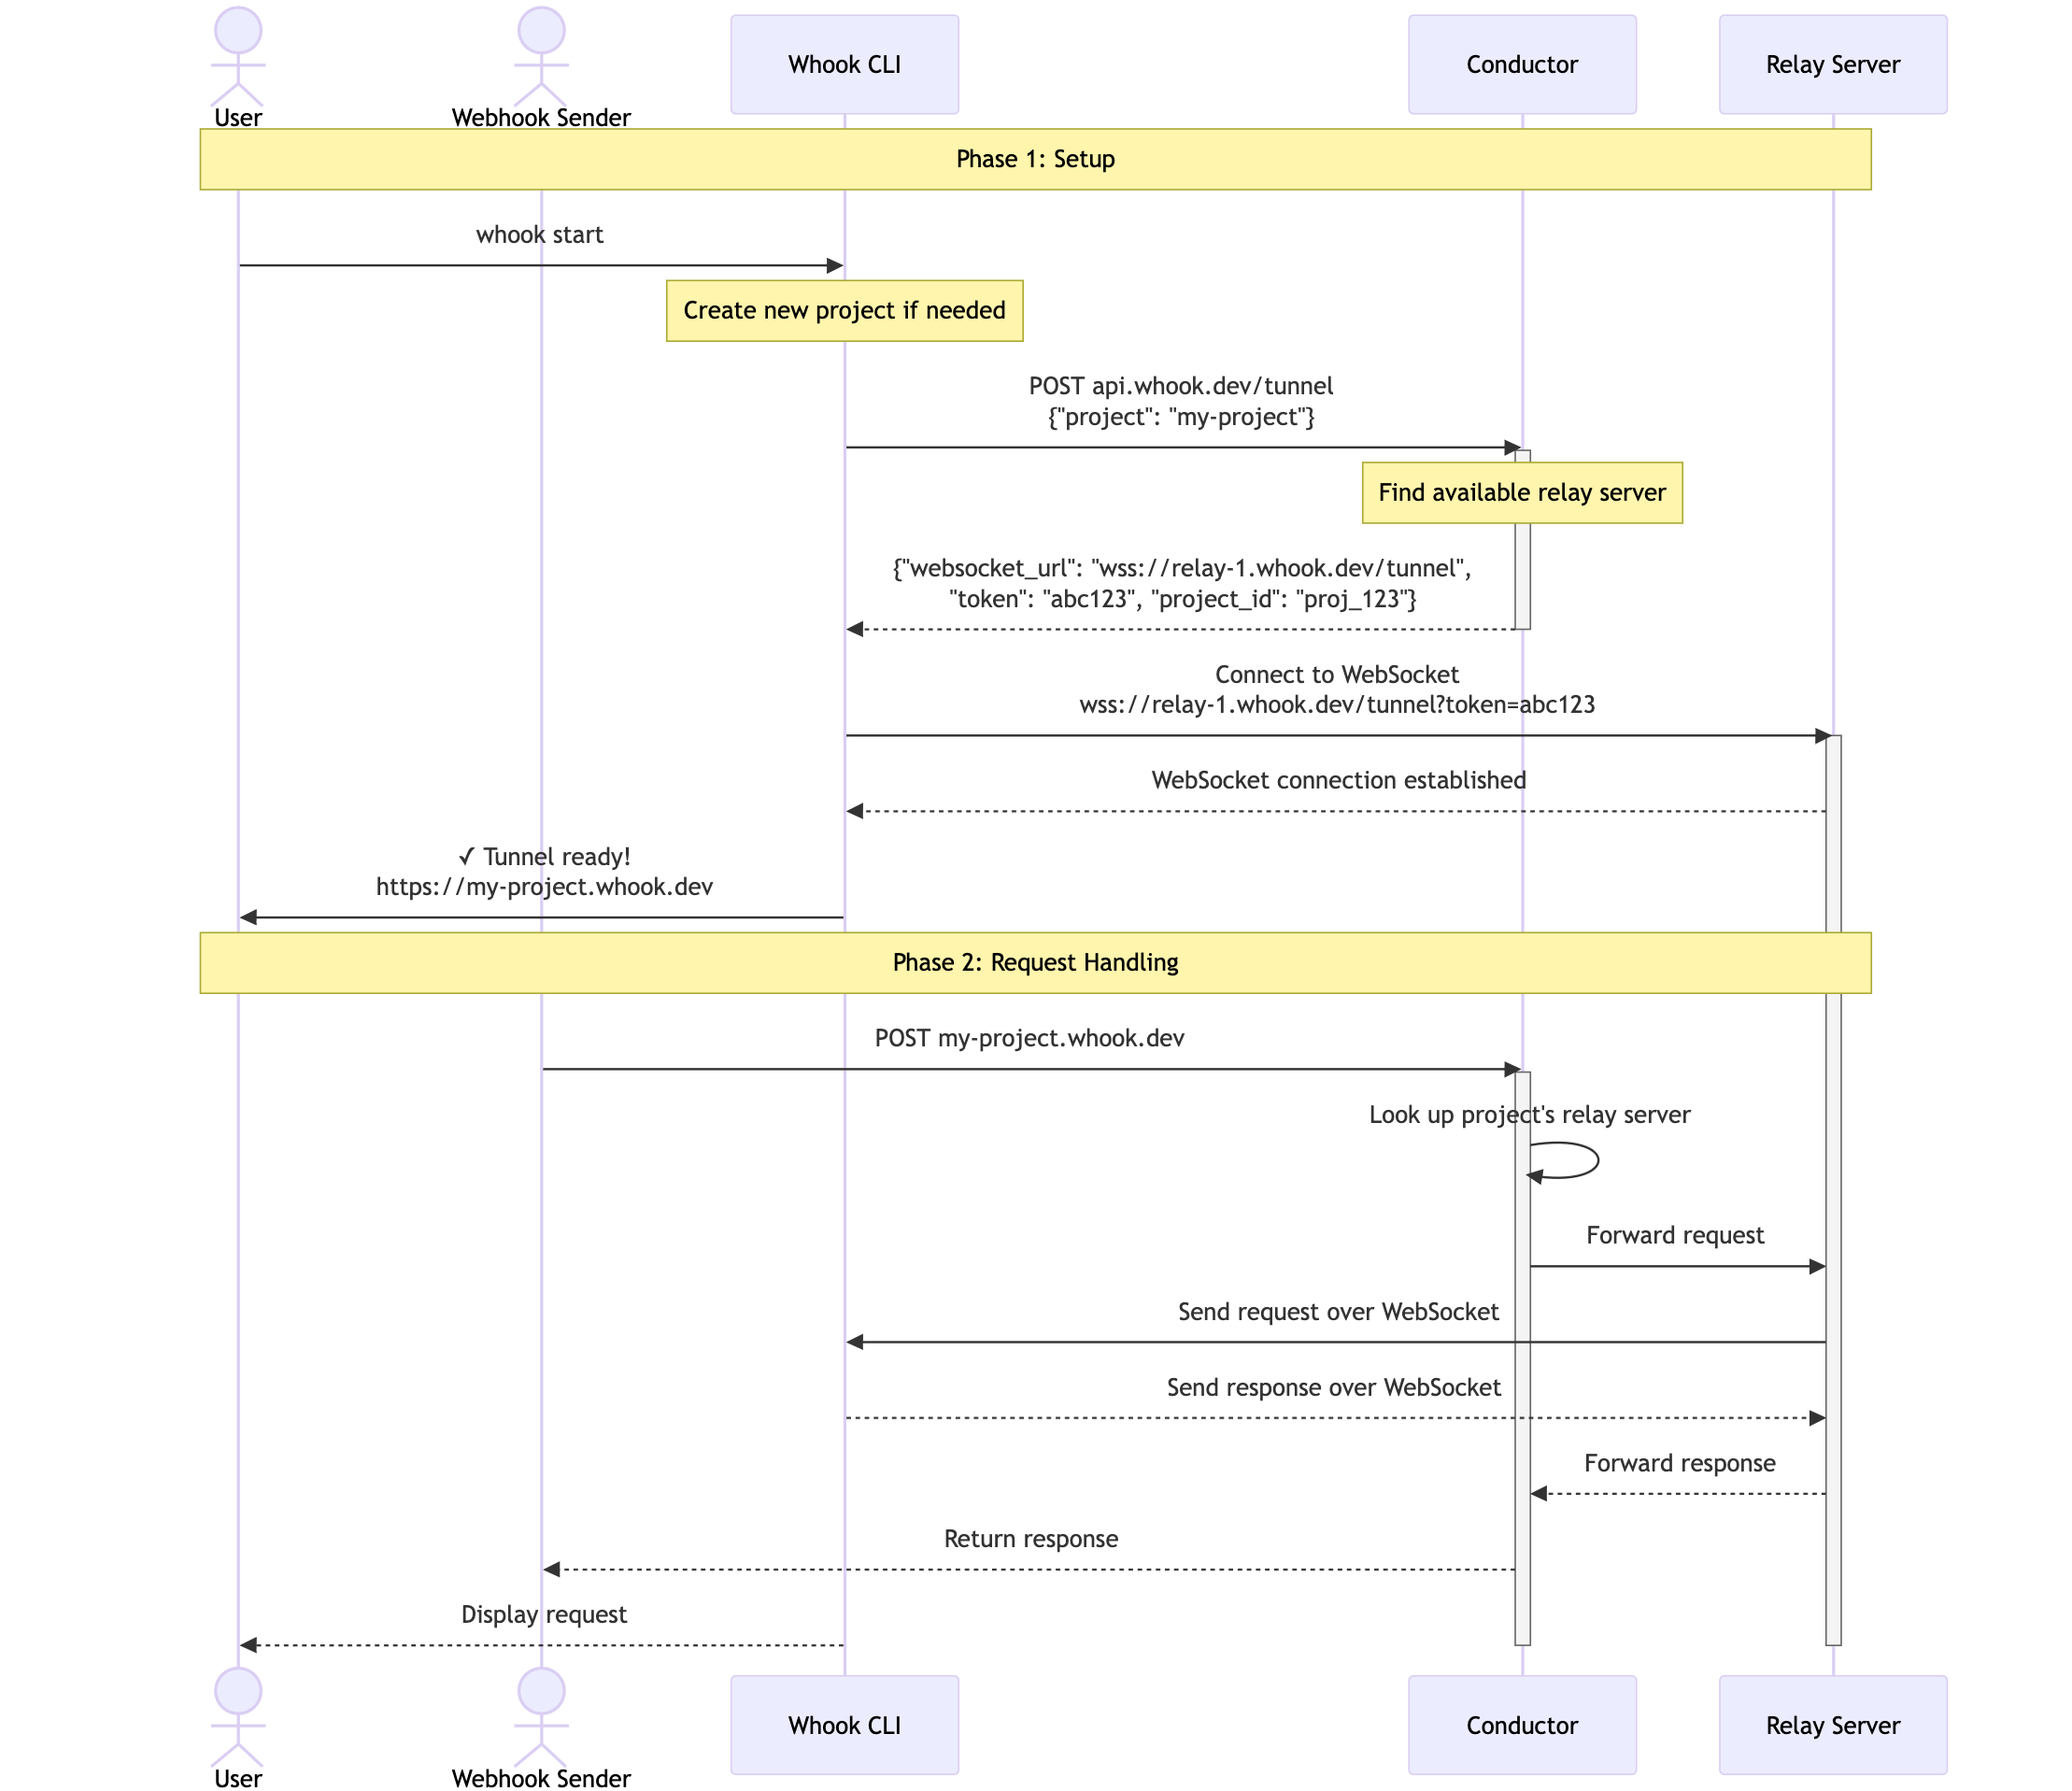 User
Webhook Sender
Whook CLI
Conductor
Relay Server
Phase 1: Setup
whook start
Create new project if needed
POST api.whook.dev/tunnel
{"project": "my-project"}
Find available relay server
{"websocket_url": "wss://relay-1.whook.dev/tunnel",
"token": "abc123", "project_id": "proj_123"}
Connect to WebSocket
wss://relay-1.whook.dev/tunnel?token=abc123
WebSocket connection established
✓ Tunnel ready!
https://my-project.whook.dev
Phase 2: Request Handling
POST my-project.whook.dev
Look up project's relay server
Forward request
Send request over WebSocket
Send response over WebSocket
Forward response
Return response
Display request
User
Webhook Sender
Whook CLI
Conductor
Relay Server